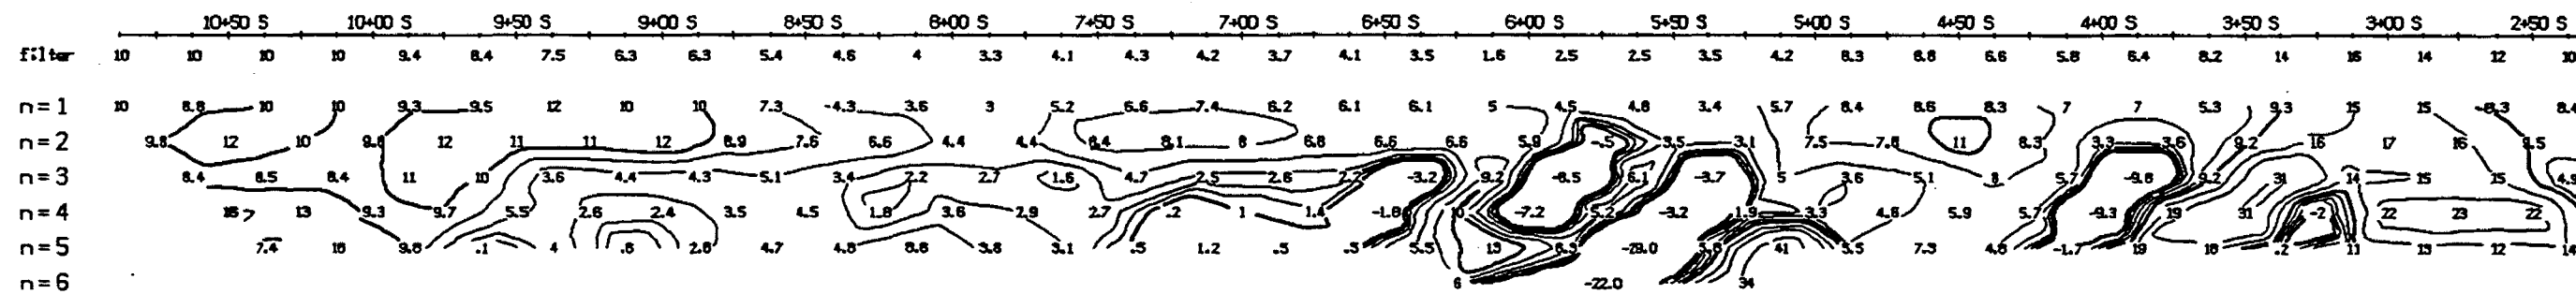 10+50 S 10+00 S 9+50 S 9+00 S 8+50 S 8+00 S 7+50 S 7+00 S 6+50 S 6+00 S 5+50 S 5+00 S 4+50 S 4+00 S 3+50 S 3+00 S 2+50 S
filter 10 10 10 10 9.4 8.4 7.5 6.3 6.3 5.4 4.6 4 3.3 4.1 4.3 4.2 3.7 4.1 3.5 1.6 2.5 2.5 3.5 4.2 8.3 8.8 6.6 5.8 6.4 8.2 14 16 14 12 10
n=1 10 8.8 10 10 9.3 9.5 12 10 10 7.3 -4.3 3.6 3 5.2 6.6 7.4 6.2 6.1 6.1 5 4.5 4.8 3.4 5.7 8.4 8.6 8.3 7 7 5.3 9.3 15 15 -8.3 8.4
n=2 9.8 12 10 9.8 12 11 11 12 8.9 7.6 6.6 4.4 4.4 8.4 8.1 8 6.8 6.6 6.6 5.9 -.5 3.5 3.1 7.5 7.8 11 8.3 3.3 3.6 9.2 16 17 16 9.5
n=3 8.4 8.5 8.4 11 10 3.6 4.4 4.3 5.1 3.4 2.2 2.7 1.6 4.7 2.5 2.6 2.2 -3.2 9.2 -8.5 6.1 -3.7 5 3.6 5.1 8 5.7 -9.8 9.2 31 14 15 15 4.9
n=4 16 13 9.3 9.7 5.5 2.6 2.4 3.5 4.5 1.8 3.6 2.9 2.7 .2 1 1.4 -1.8 10 -7.2 5.2 -3.2 1.9 3.3 4.6 5.9 5.7 -9.3 19 31 -2 22 23 22
n=5 7.4 16 9.8 .1 4 .6 2.8 4.7 4.8 6.6 3.8 3.1 .5 1.2 .5 .5 5.5 13 6.3 -29.0 5.8 41 5.5 7.3 4.8 -1.7 19 18 .2 11 13 12 14
n=6 6 -22.0 34